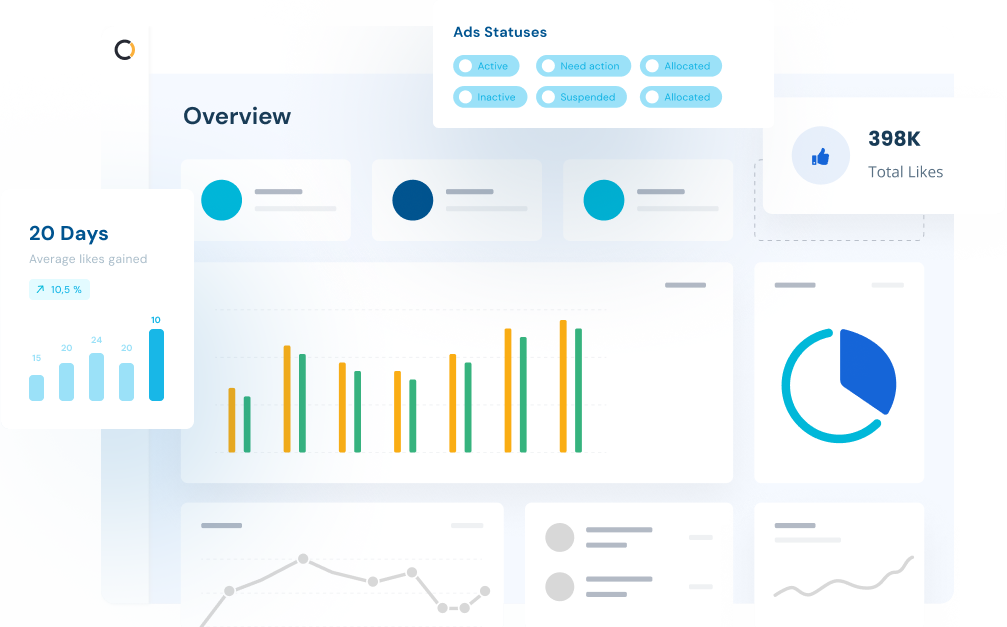 Ads Statuses
Active
Need action
Allocated
Inactive
Suspended
Allocated
Overview
398K
Total Likes
20 Days
Average likes gained
10,5 %
15
20
24
20
10